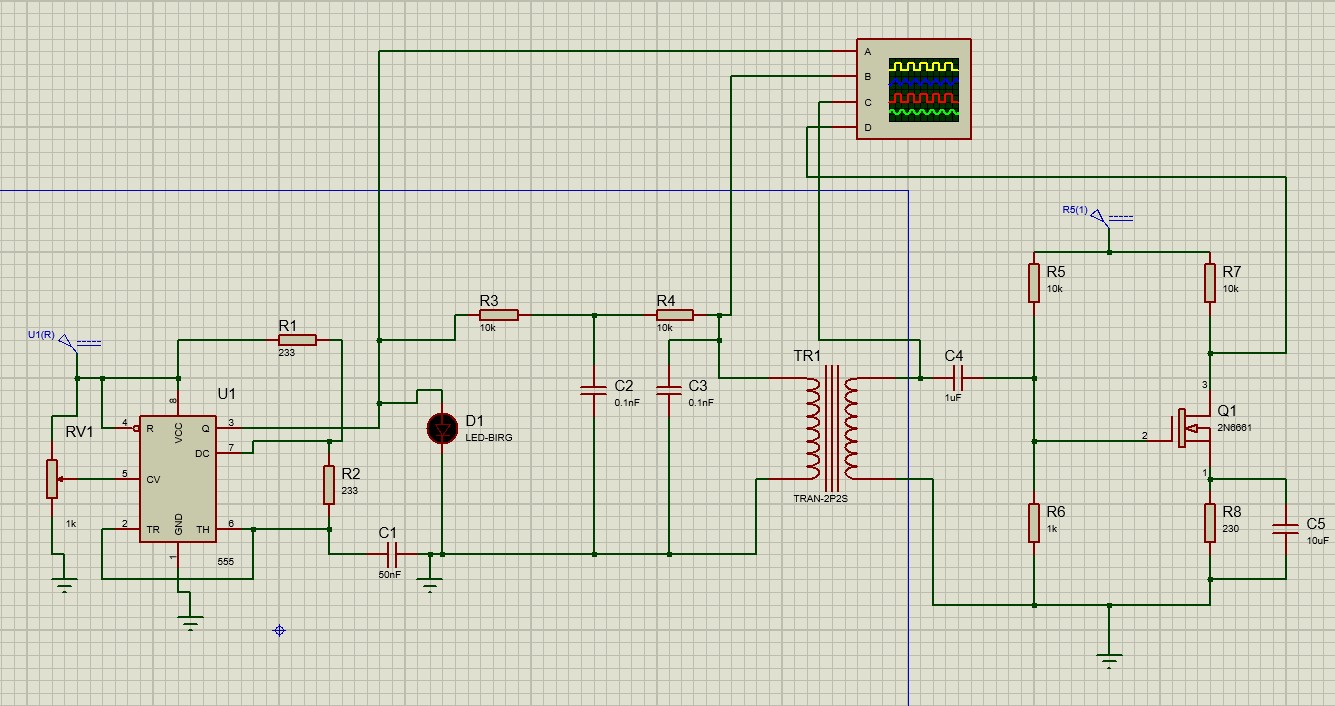 A
B
C
D
R5(1)
R5
10k
R7
10k
R3
10k
R4
10k
R1
233
U1(R)
TR1
C4
1uF
U1
C2
0.1nF
C3
0.1nF
8
3
4
R
VCC
Q
3
RV1
D1
LED-BIRG
Q1
2N6661
2
DC
7
5
CV
R2
233
1
1k
2
TR
GND
TH
6
TRAN-2P2S
R6
1k
R8
230
C5
10uF
C1
50nF
1
555